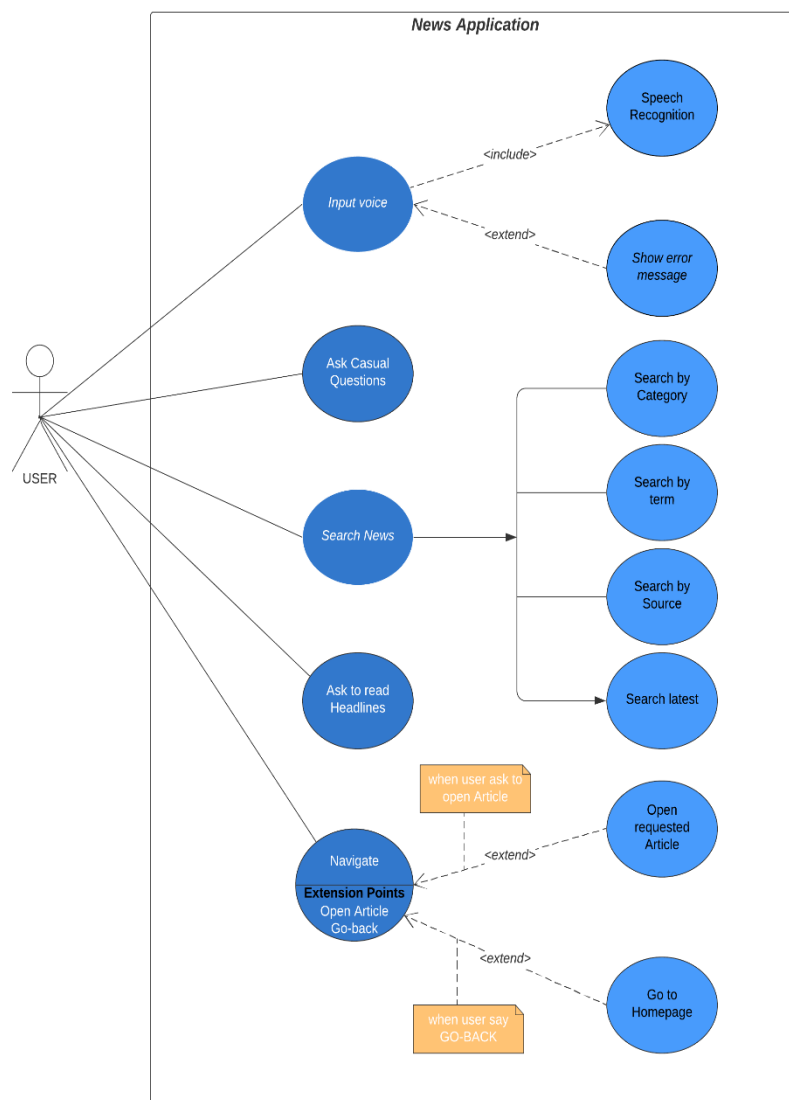 News Application
Speech
Recognition
<include>
Input voice
<extend>
Show error
message
Ask Casual
Questions
Search by
Category
USER
Search by
term
Search News
Search by
Source
Ask to read
Headlines
Search latest
when user ask to
open Article
Open
requested
Article
<extend>
Navigate
Extension Points
Open Article
Go-back
<extend>
Go to
Homepage
when user say
GO-BACK